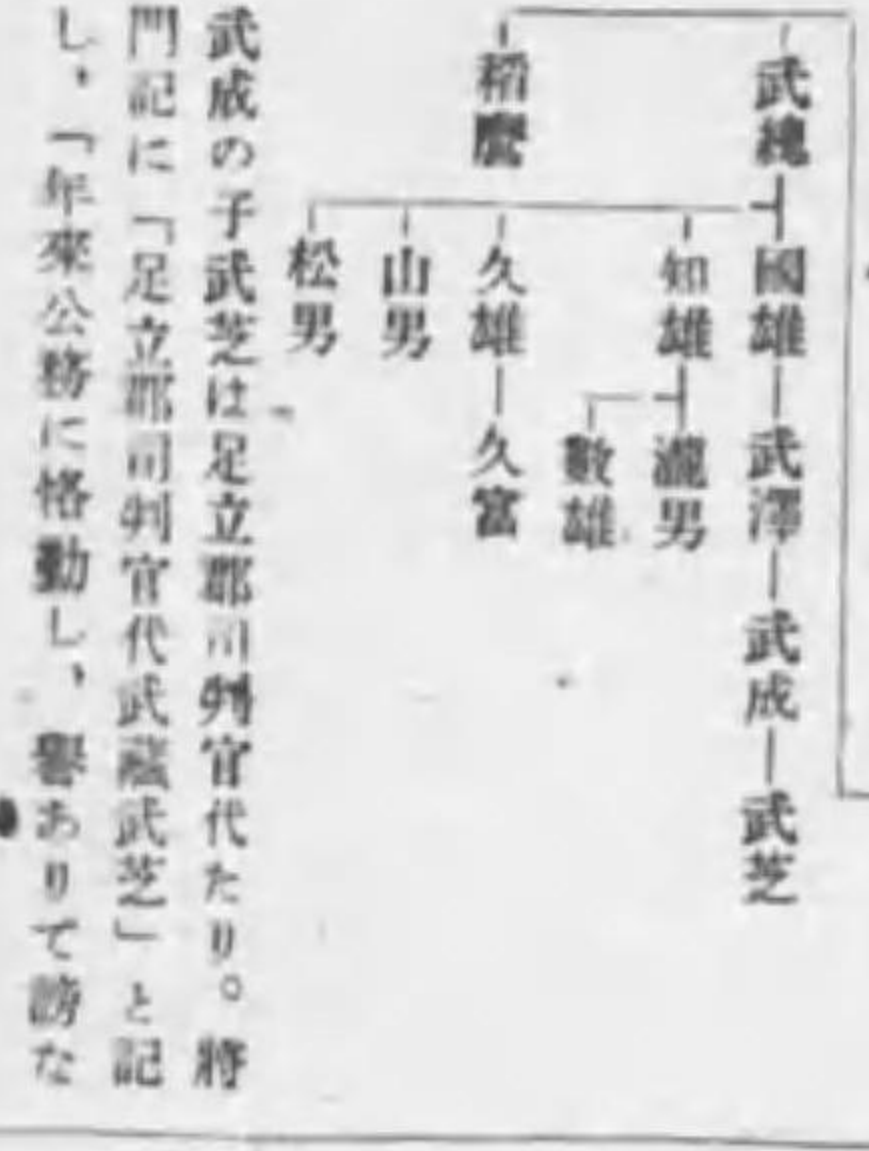 武總
國雄
武澤
武成
武芝
知雄
瀧男
數雄
久雄
久富
山男
松男
稻麿
武成の子武芝は足立郡司判官代たり。將
門記に「足立郡司判官代武藏武芝」と記
し、「年來公務に恪勤し、譽ありて謗な